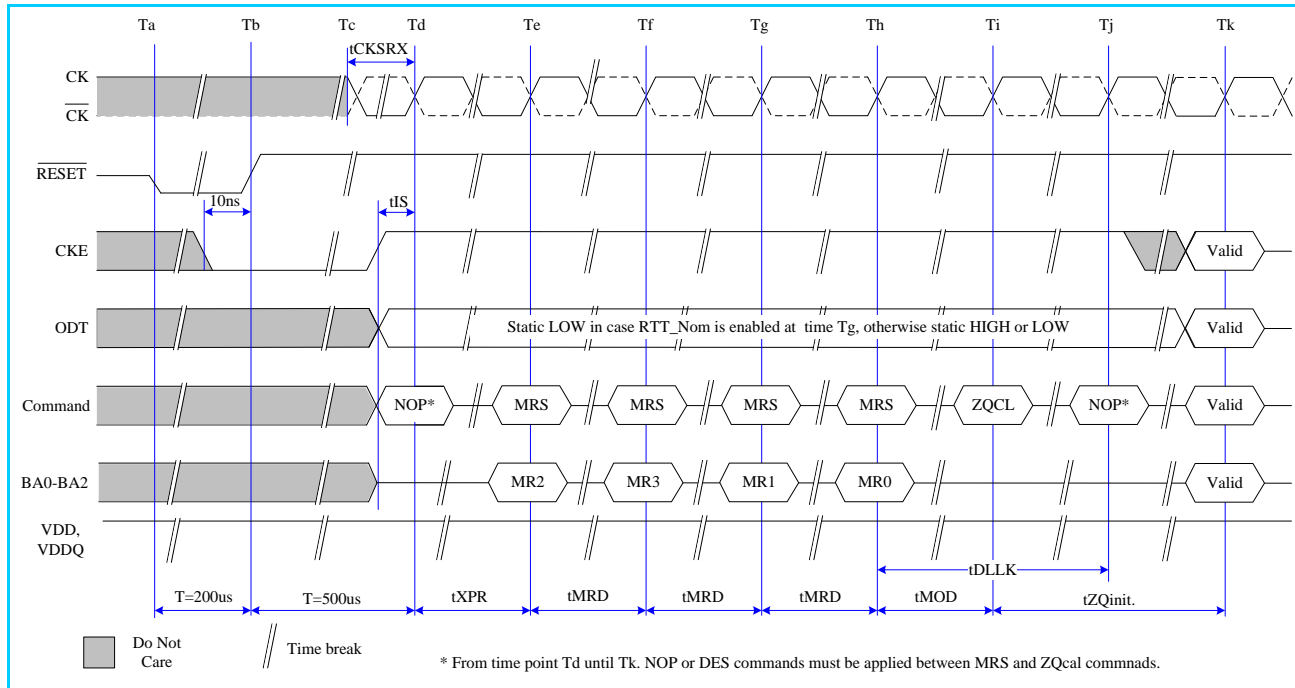 Ta Tb Tc Td Te Tf Tg Th Ti Tj Tk
tCKSRX
CK
CK
RESET
10ns
tIS
CKE
Valid
ODT
Static LOW in case RTT_Nom is enabled at time Tg, otherwise static HIGH or LOW
Valid
Command
NOP* MRS MRS MRS MRS ZQCL NOP* Valid
BA0-BA2
MR2 MR3 MR1 MR0 Valid
VDD,
VDDQ
tDLLK
T=200us T=500us tXPR tMRD tMRD tMRD tMOD tZQinit.
Do Not
Care
Time break
* From time point Td until Tk. NOP or DES commands must be applied between MRS and ZQcal commnads.